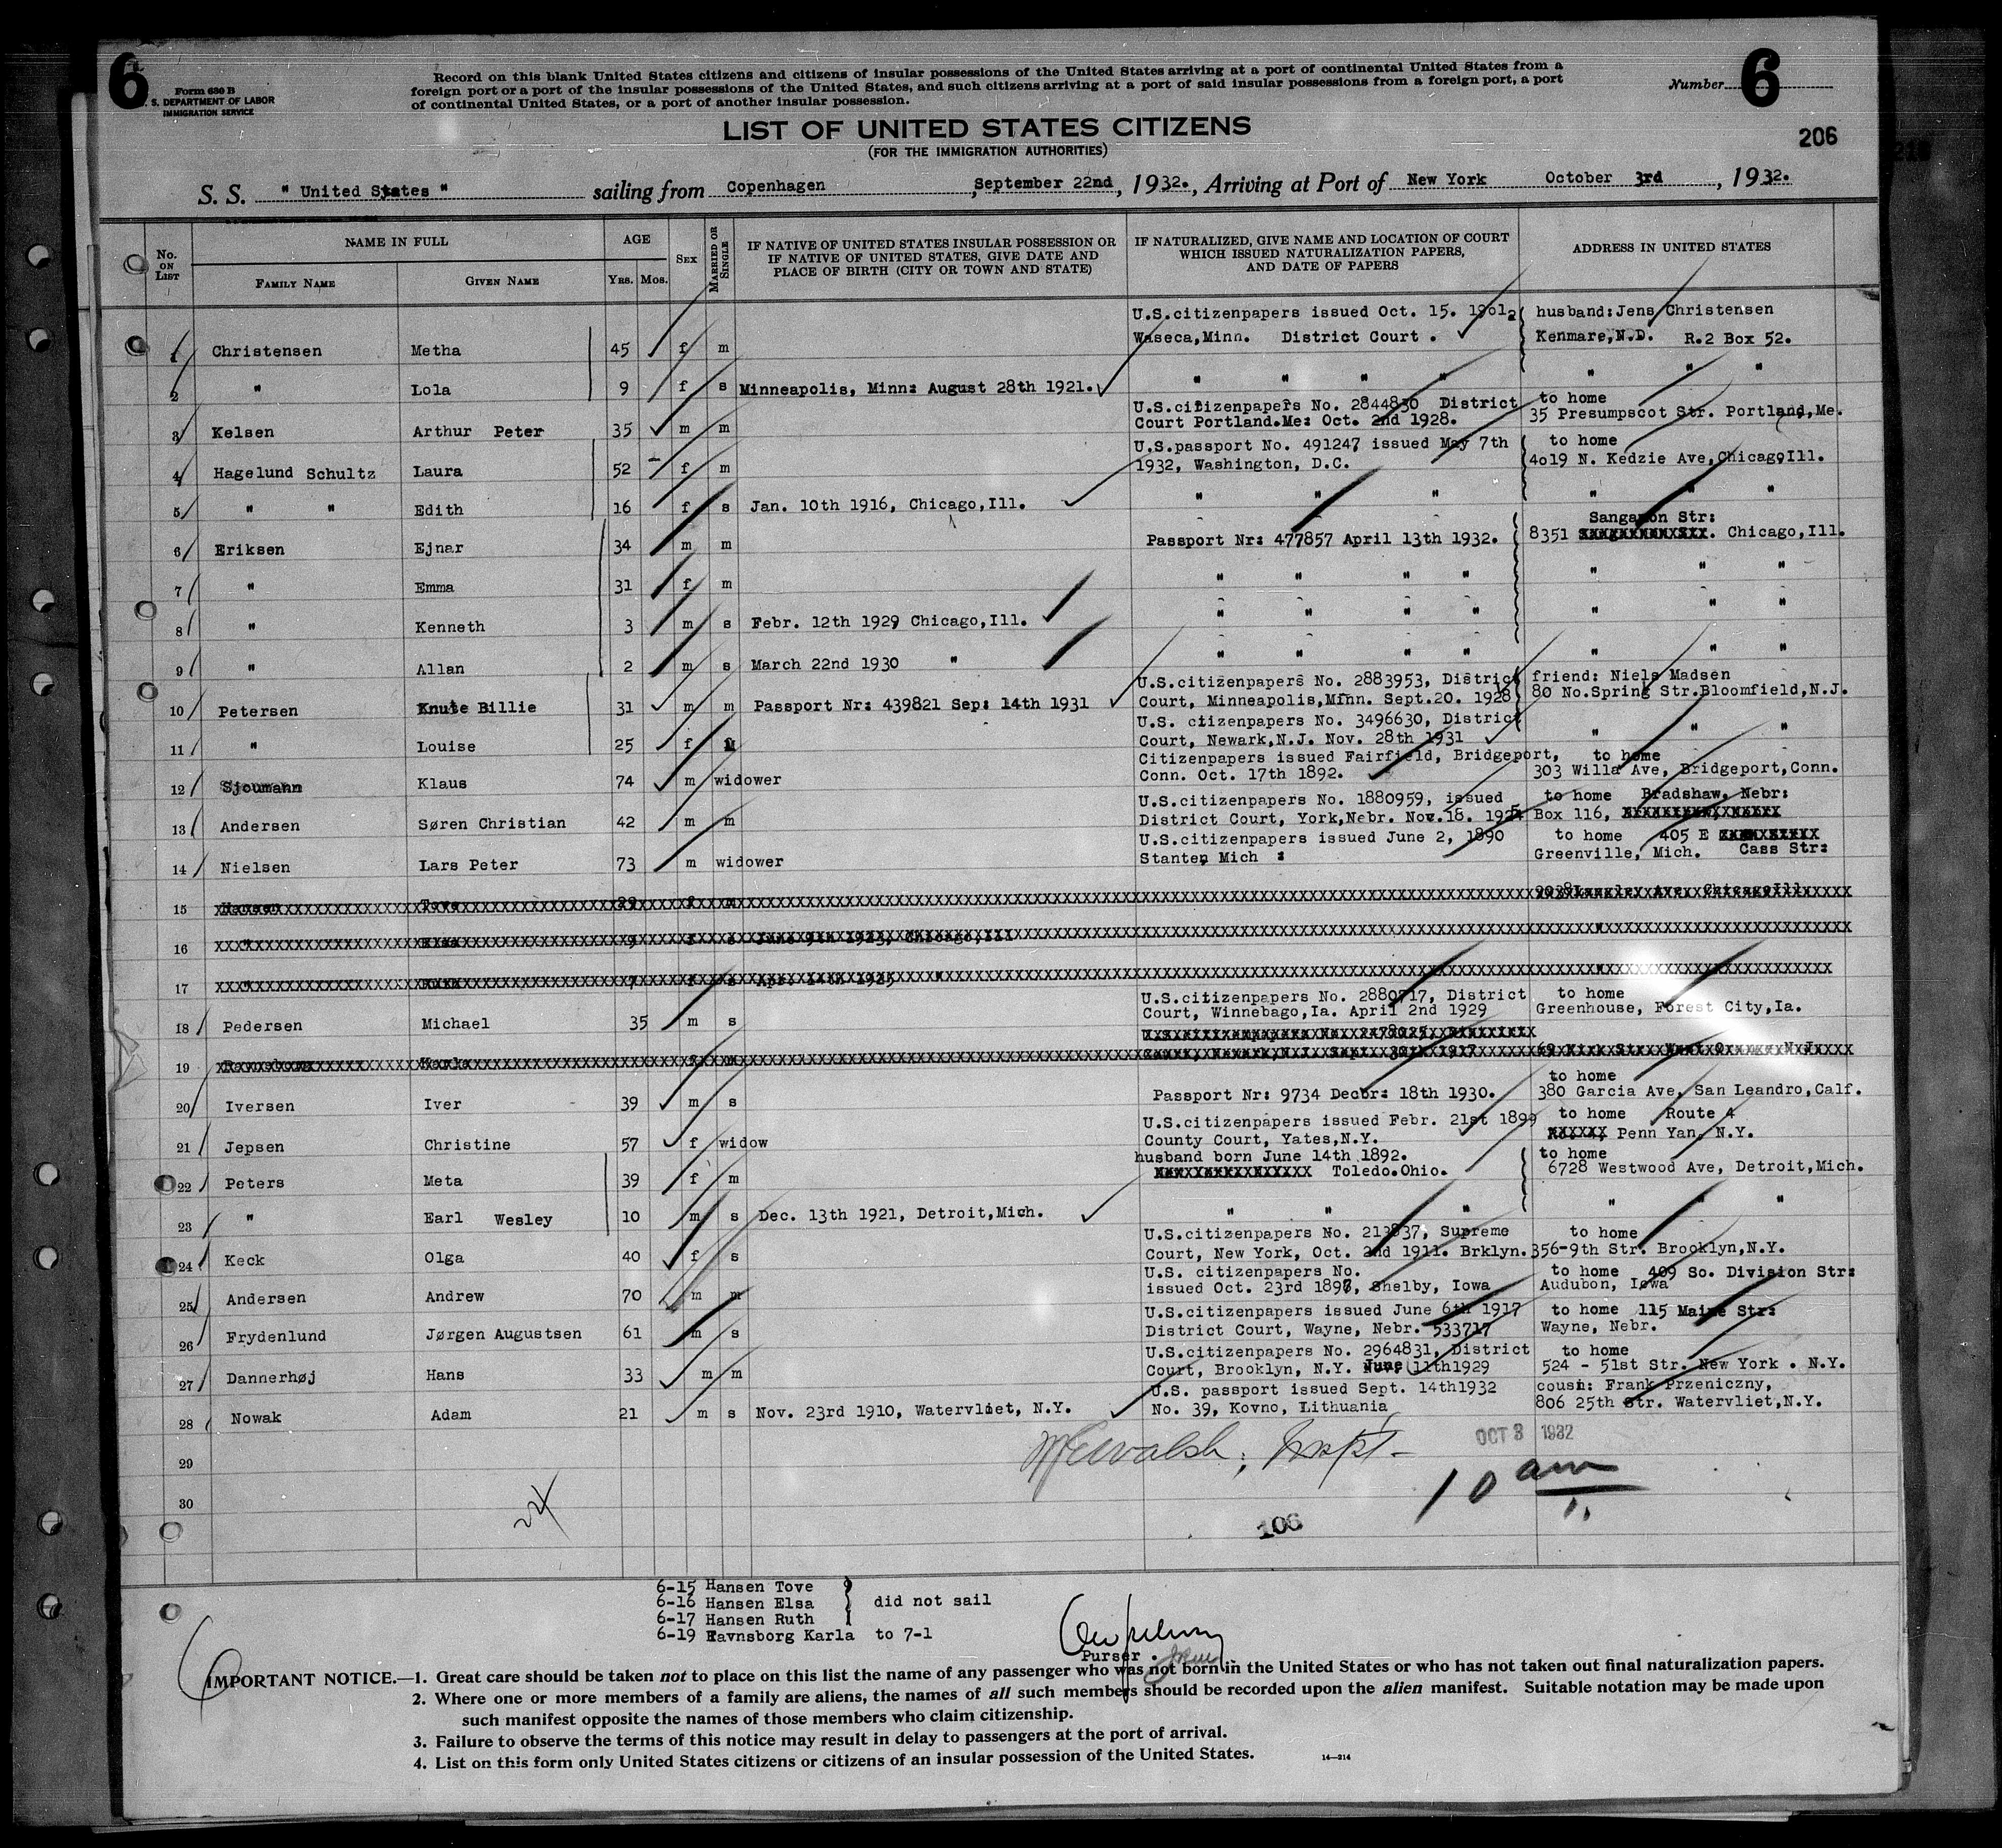 6
Form 630 B
S. DEPARTMENT OF LABOR
IMMIGRATION SERVICE
Record on this blank United States citizens and citizens of insular possessions of the United States arriving at a port of continental United States from a
foreign port or a port of the insular possessions of the United States, and such citizens arriving at a port of said insular possessions from a foreign port, a port
of continental United States, or a port of another insular possession.
Number 6
206
LIST OF UNITED STATES CITIZENS
(FOR THE IMMIGRATION AUTHORITIES)
S. S. " United States " sailing from Copenhagen , September 22nd, 1932., Arriving at Port of New York October 3rd , 1932.
No. ON LIST
NAME IN FULL
FAMILY NAME
GIVEN NAME
AGE
YRS. MOS.
SEX
MARRIED OR SINGLE
IF NATIVE OF UNITED STATES INSULAR POSSESSION OR
IF NATIVE OF UNITED STATES, GIVE DATE AND
PLACE OF BIRTH (CITY OR TOWN AND STATE)
IF NATURALIZED, GIVE NAME AND LOCATION OF COURT
WHICH ISSUED NATURALIZATION PAPERS,
AND DATE OF PAPERS
ADDRESS IN UNITED STATES
U.S.citizenpapers issued Oct. 15. husband:Jens Christensen
1 Christensen Metha 45 f m Waseca,Minn. District Court . Kenmare,N.D. R.2 Box 52.
2 " Lola 9 f s Minneapolis, Minn: August 28th 1921. " " " " " " "
U.S.citizenpapers No. 2844830 District to home
3 Kelsen Arthur Peter 35 m m Court Portland.Me: Oct. 2nd 1928. 35 Presumpscot Str. Portland,Me.
U.S.passport No. 491247 issued May 7th to home
4 Hagelund Schultz Laura 52 f m 1932, Washington, D.C. 4019 N. Kedzie Ave,Chicago,Ill.
5 " " Edith 16 f s Jan. 10th 1916, Chicago,Ill. " " " " " "
Sangamon Str:
6 Eriksen Ejnar 34 m m Passport Nr: 477857 April 13th 1932. 8351 Chicago,Ill.
7 " Emma 31 f m " " " " " " "
8 " Kenneth 3 m s Febr. 12th 1929 Chicago,Ill. " " " " " " "
9 " Allan 2 m s March 22nd 1930 " " " " " " " "
U.S.citizenpapers No. 2883953, District friend: Niels Madsen
10 Petersen Knute Billie 31 m m Passport Nr: 439821 Sep: 14th 1931 Court, Minneapolis,Minn. Sept.20. 1928 80 No.Spring Str.Bloomfield,N.J.
U.S. ctizenpapers No. 3496630, District
11 " Louise 25 f Court, Newark,N.J. Nov. 28th 1931 " " "
Citizenpapers issued Fairfield, Bridgeport, to home
12 Sjoumann Klaus 74 m widower Conn. Oct. 17th 1892. 303 Willa Ave, Bridgeport,Conn.
U.S.citizenpapers No. 1880959, issued to home Bradshaw, Nebr:
13 Andersen Søren Christian 42 m m District Court, York,Nebr. Nov.18. Box 116,
U.S.citizenpapers issued June 2, 1890 to home 405 E
14 Nielsen Lars Peter 73 m widower Stanten Mich : Greenville, Mich. Cass Str:
15
16
17
U.S.citizenpapers No. 2880717, District to home
18 Pedersen Michael 35 m s Court, Winnebago,Ia. April 2nd 1929 Greenhouse, Forest City,Ia.
19
to home
20 Iversen Iver 39 m s Passport Nr: 9734 Decbr: 18th 1930. 380 Garcia Ave, San Leandro,Calf.
U.S.citizenpapers issued Febr. 21st 1899 to home Route 4
21 Jepsen Christine 57 f widow County Court, Yates,N.Y. Penn Yan, N.Y.
husband born June 14th 1892. to home
22 Peters Meta 39 f m Toledo.Ohio. 6728 Westwood Ave, Detroit,Mich.
23 " Earl Wesley 10 m s Dec. 13th 1921, Detroit,Mich. " " " " " "
U.S.citizenpapers No. 213837, Supreme to home
24 Keck Olga 40 f s Court, New York, Oct. 2nd 1911. Brklyn. 356-9th Str. Brooklyn,N.Y.
U.S. citizenpapers No. to home 409 So. Division Str:
25 Andersen Andrew 70 m m issued Oct. 23rd Shelby, Iowa Audubon, Iowa
U.S.citizenpapers issued June 6th 1917 to home 115 Maine Str:
26 Frydenlund Jørgen Augustsen 61 m s District Court, Wayne, Nebr. 533717 Wayne, Nebr.
U.S.citizenpapers No. 2964831, District to home
27 Dannerhøj Hans 33 m m Court, Brooklyn, N.Y. June 11th1929 524 - 51st Str. New York . N.Y.
U.S. passport issued Sept. 14th1932 cousin: Frank Przeniczny,
28 Nowak Adam 21 m s Nov. 23rd 1910, Watervliet, N.Y. No. 39, Kovno, Lithuania 806 25th Str. Watervliet,N.Y.
29
30
OCT 3 1932
10 am
24
106
6-15 Hansen Tove
6-16 Hansen Elsa did not sail
6-17 Hansen Ruth
6-19 Ravnsborg Karla to 7-1
Purser .
IMPORTANT NOTICE.—1. Great care should be taken not to place on this list the name of any passenger who was not born in the United States or who has not taken out final naturalization papers.
2. Where one or more members of a family are aliens, the names of all such members should be recorded upon the alien manifest. Suitable notation may be made upon
such manifest opposite the names of those members who claim citizenship.
3. Failure to observe the terms of this notice may result in delay to passengers at the port of arrival.
4. List on this form only United States citizens or citizens of an insular possession of the United States.
14—214